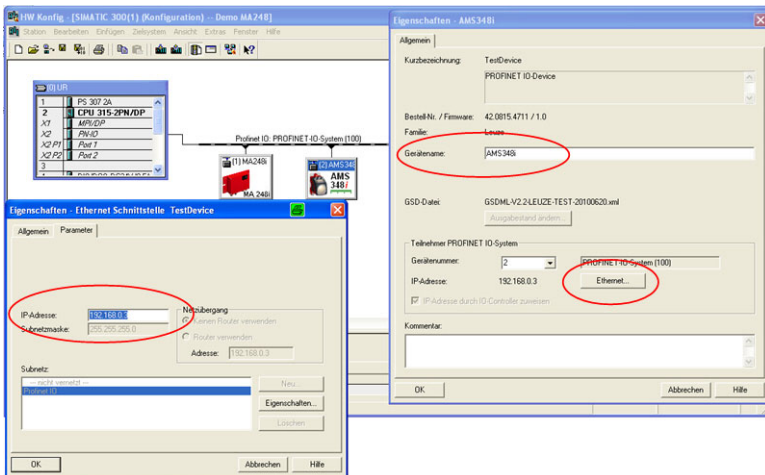 HW Konfig - [SIMATIC 300(1) (Konfiguration) -- Demo MA248]
Station Bearbeiten Einfügen Zielsystem Ansicht Extras Fenster Hilfe
(0) UR
1 PS 307 2A
2 CPU 315-2PN/DP
X1 MPI/DP
X2 PN-IO
X2 P1 Port 1
X2 P2 Port 2
3
Profinet IO: PROFINET-IO-System (100)
(1) MA248i
MA 248i
(2) AMS348
AMS
348i
Eigenschaften - AMS348i
Allgemein
Kurzbezeichnung: TestDevice
PROFINET IO-Device
Bestell-Nr. / Firmware: 42.0815.4711 / 1.0
Familie: Leuze
Gerätename: AMS348i
GSD-Datei: GSDML-V2.2-LEUZE-TEST-20100620.xml
Ausgabestand ändern...
Teilnehmer PROFINET IO-System
Gerätenummer: 2 PROFINET-IO-System (100)
IP-Adresse: 192.168.0.3 Ethernet...
IP-Adresse durch IO-Controller zuweisen
Kommentar:
OK Abbrechen Hilfe
Eigenschaften - Ethernet Schnittstelle TestDevice
Allgemein Parameter
IP-Adresse: 192.168.0.3
Subnetzmaske: 255.255.255.0
Netzübergang
Keinen Router verwenden
Router verwenden
Adresse: 192.168.0.3
Subnetz:
--- nicht vernetzt ---
Profinet IO
Neu...
Eigenschaften...
Löschen
OK Abbrechen Hilfe